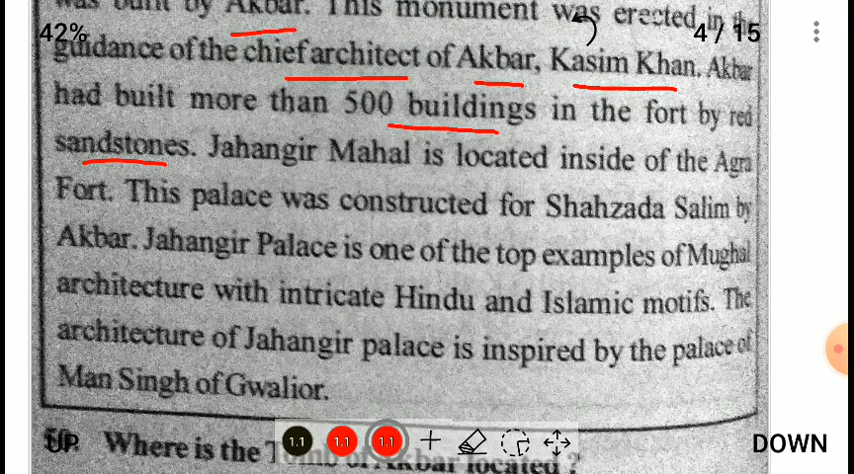 was built by Akbar. This monument was erected in the
42%
4 / 15
guidance of the chief architect of Akbar, Kasim Khan. Akbar
had built more than 500 buildings in the fort by red
sandstones. Jahangir Mahal is located inside of the Agra
Fort. This palace was constructed for Shahzada Salim by
Akbar. Jahangir Palace is one of the top examples of Mughal
architecture with intricate Hindu and Islamic motifs. The
architecture of Jahangir palace is inspired by the palace of
Man Singh of Gwalior.
UP
1.1 1.1 1.1
DOWN
Where is the Tomb of Akbar located ?